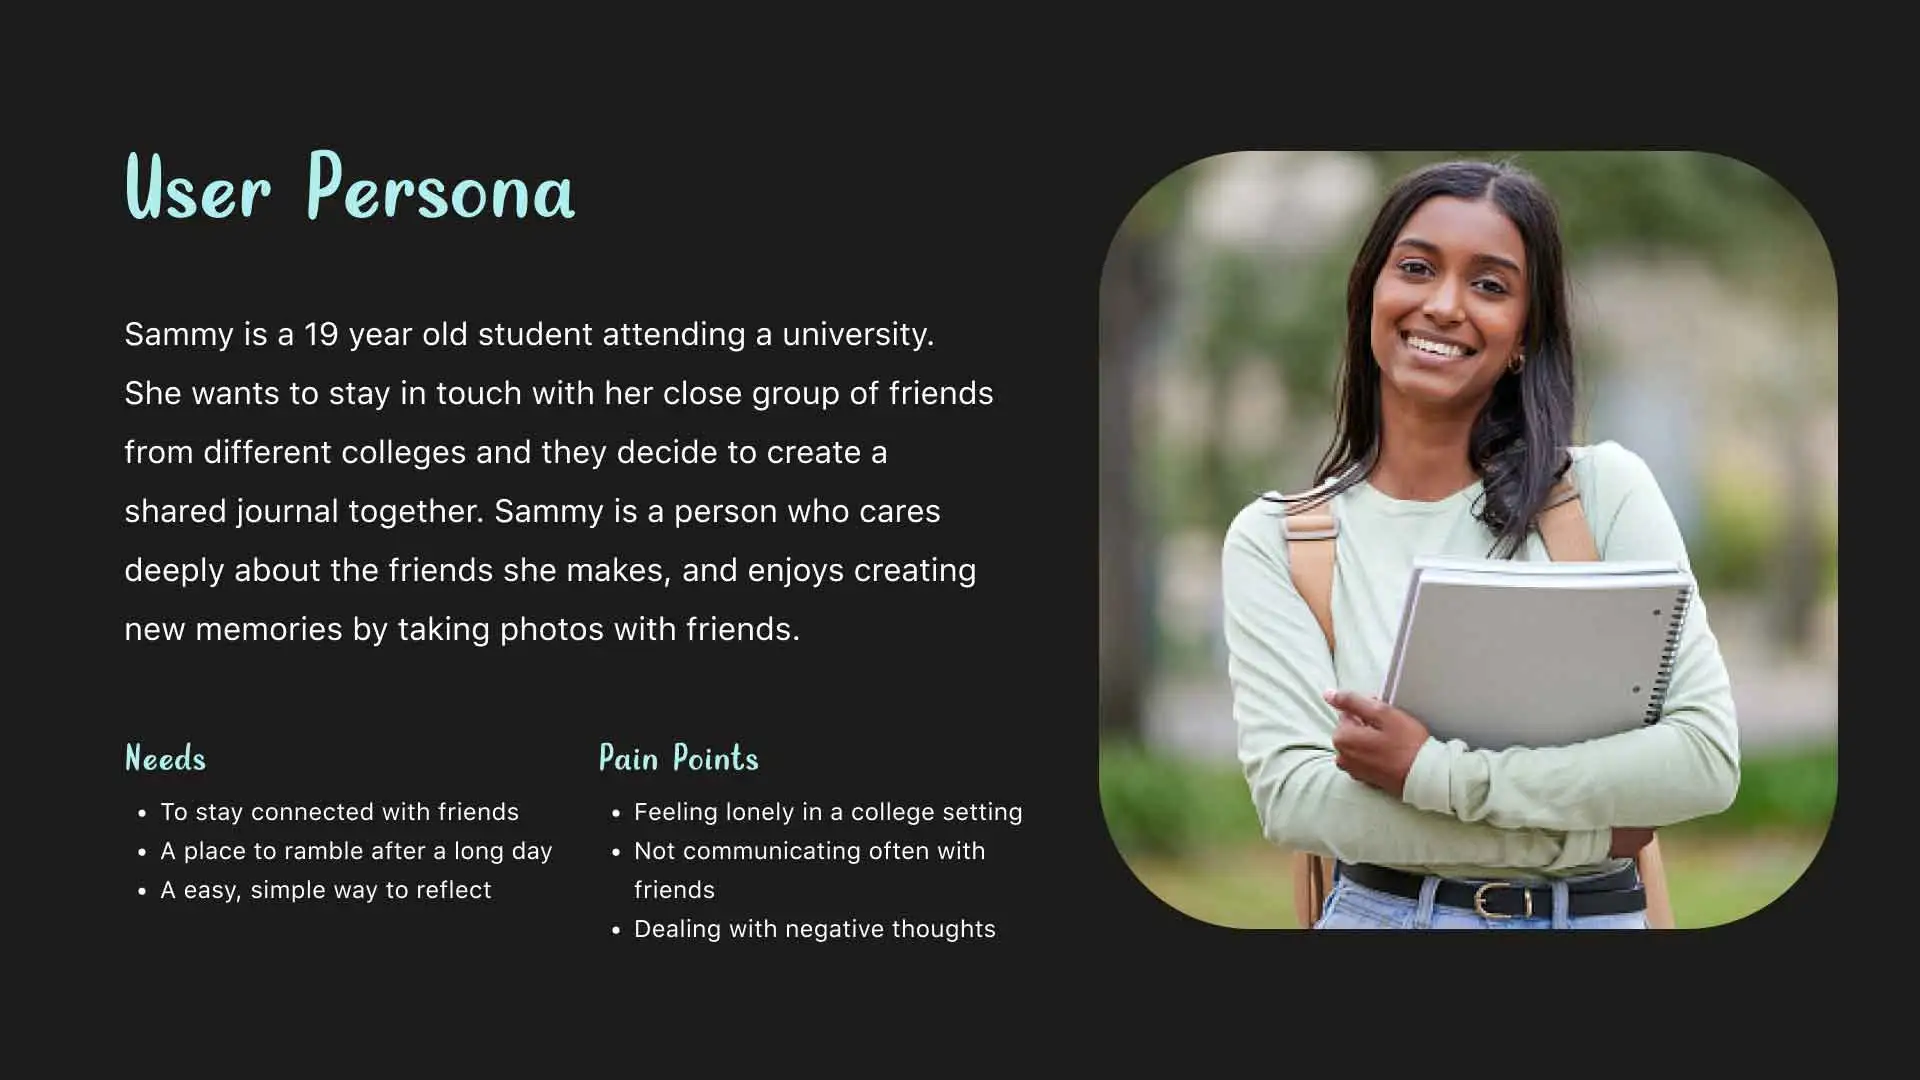 User Persona
Sammy is a 19 year old student attending a university.
She wants to stay in touch with her close group of friends
from different colleges and they decide to create a
shared journal together. Sammy is a person who cares
deeply about the friends she makes, and enjoys creating
new memories by taking photos with friends.
Needs
• To stay connected with friends
• A place to ramble after a long day
• A easy, simple way to reflect
Pain Points
• Feeling lonely in a college setting
• Not communicating often with
friends
• Dealing with negative thoughts